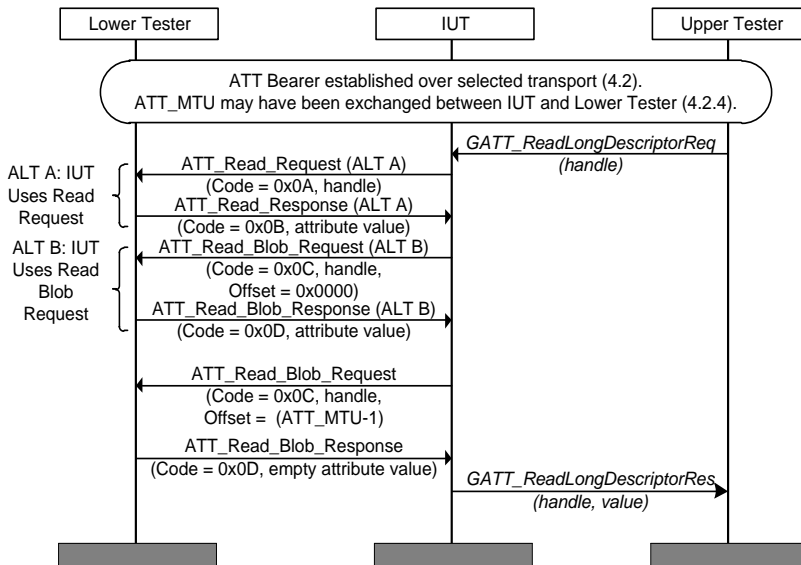 Lower Tester
IUT
Upper Tester
ATT Bearer established over selected transport (4.2).
ATT_MTU may have been exchanged between IUT and Lower Tester (4.2.4).
GATT_ReadLongDescriptorReq
(handle)
ALT A: IUT
Uses Read
Request
ATT_Read_Request (ALT A)
(Code = 0x0A, handle)
ATT_Read_Response (ALT A)
(Code = 0x0B, attribute value)
ALT B: IUT
Uses Read
Blob
Request
ATT_Read_Blob_Request (ALT B)
(Code = 0x0C, handle,
Offset = 0x0000)
ATT_Read_Blob_Response (ALT B)
(Code = 0x0D, attribute value)
ATT_Read_Blob_Request
(Code = 0x0C, handle,
Offset = (ATT_MTU-1)
ATT_Read_Blob_Response
(Code = 0x0D, empty attribute value)
GATT_ReadLongDescriptorRes
(handle, value)